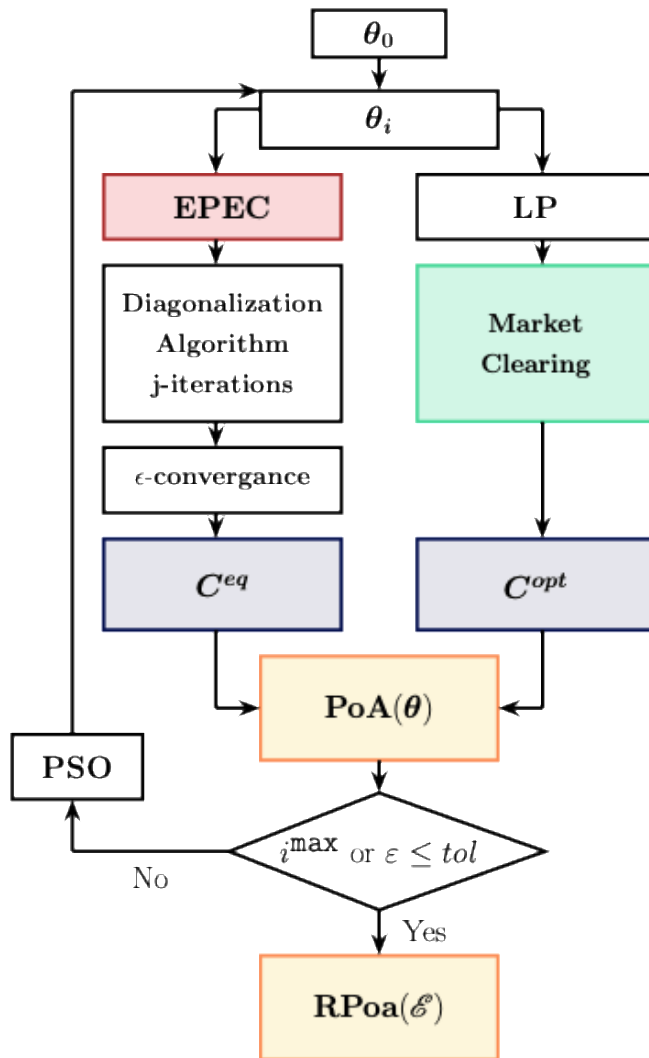 θ₀
θᵢ
EPEC
LP
Diagonalization
Algorithm
j-iterations
Market
Clearing
ϵ-convergance
C^{eq}
C^{opt}
PoA(θ)
PSO
i^{max} or ε ≤ tol
No
Yes
RPoa(ℰ)